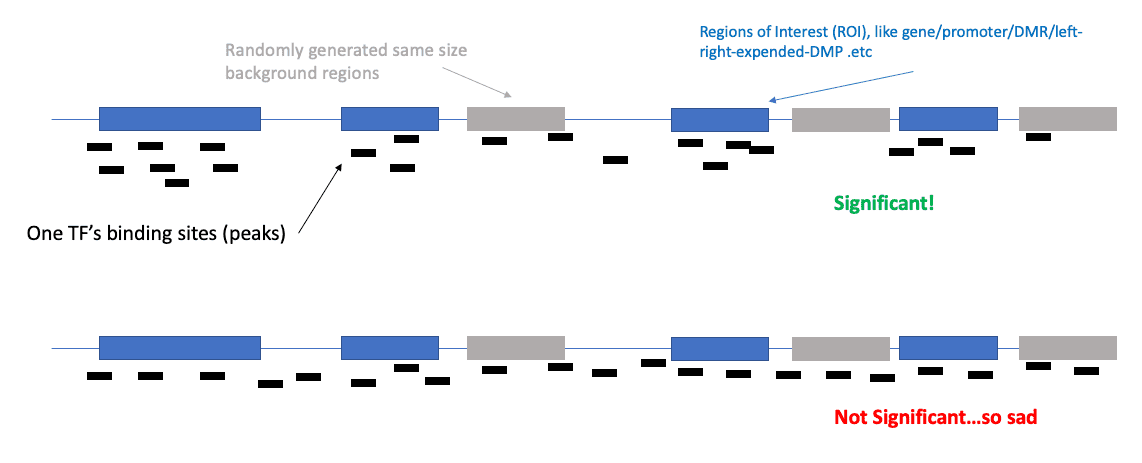 Regions of Interest (ROI), like gene/promoter/DMR/left-
right-expended-DMP .etc
Randomly generated same size
background regions
Significant!
One TF’s binding sites (peaks)
Not Significant...so sad